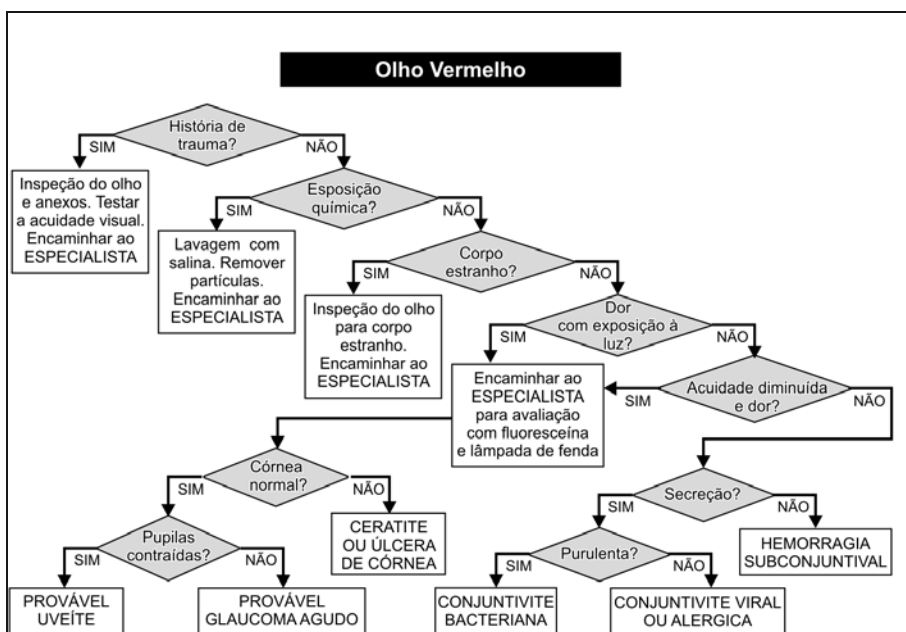 Olho Vermelho
História de
trauma?
SIM
NÃO
Inspeção do olho
e anexos. Testar
a acuidade visual.
Encaminhar ao
ESPECIALISTA
Esposição
química?
SIM
NÃO
Lavagem com
salina. Remover
partículas.
Encaminhar ao
ESPECIALISTA
Corpo
estranho?
SIM
NÃO
Inspeção do olho
para corpo
estranho.
Encaminhar ao
ESPECIALISTA
Dor
com exposição à
luz?
SIM
NÃO
Encaminhar ao
ESPECIALISTA
para avaliação
com fluoresceína
e lâmpada de fenda
Acuidade diminuída
e dor?
SIM
NÃO
Córnea
normal?
SIM
NÃO
CERATITE
OU ÚLCERA
DE CÓRNEA
Pupilas
contraídas?
SIM
NÃO
PROVÁVEL
UVEÍTE
PROVÁVEL
GLAUCOMA AGUDO
Secreção?
SIM
NÃO
HEMORRAGIA
SUBCONJUNTIVAL
Purulenta?
SIM
NÃO
CONJUNTIVITE
BACTERIANA
CONJUNTIVITE VIRAL
OU ALERGICA